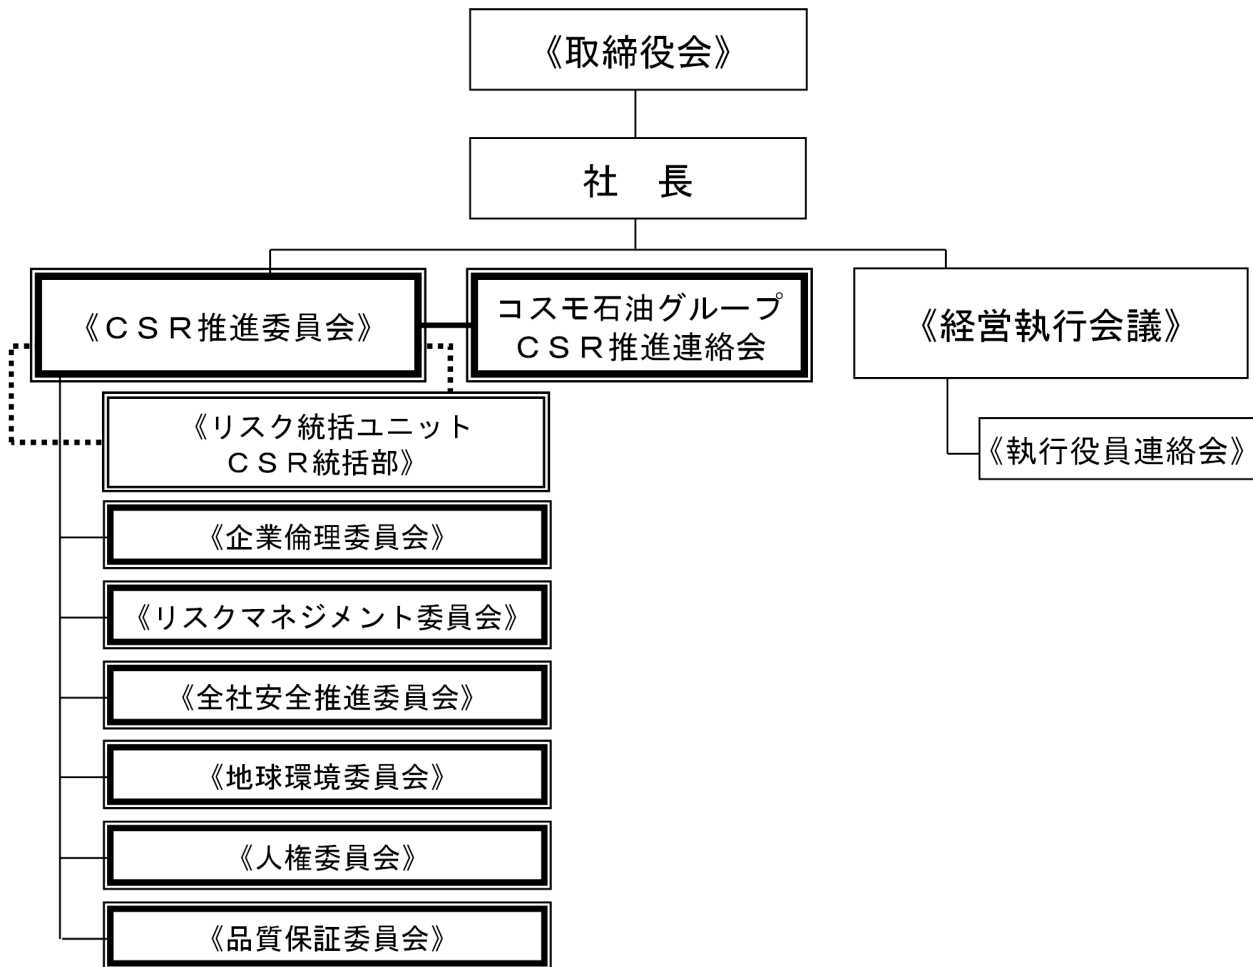 《取締役会》
社　長
《ＣＳＲ推進委員会》
コスモ石油グループ
ＣＳＲ推進連絡会
《経営執行会議》
《執行役員連絡会》
《リスク統括ユニット
ＣＳＲ統括部》
《企業倫理委員会》
《リスクマネジメント委員会》
《全社安全推進委員会》
《地球環境委員会》
《人権委員会》
《品質保証委員会》